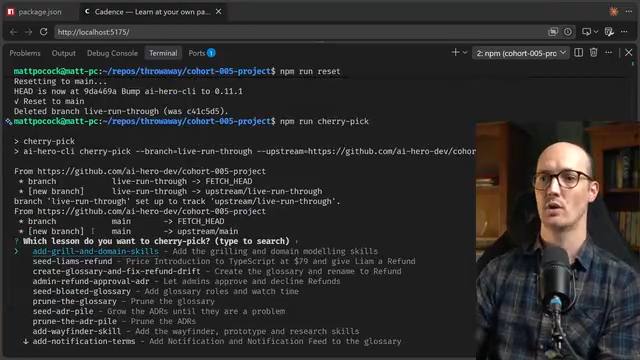 package.json
Cadence — Learn at your own pa...
http://localhost:5175/
Problems Output Debug Console Terminal Ports 1
2: npm (cohort-005-proj
mattpocock@matt-pc:~/repos/throwaway/cohort-005-project$ npm run reset
Resetting to main...
HEAD is now at 9da469a Bump ai-hero-cli to 0.11.1
√ Reset to main
Deleted branch live-run-through (was c41c5d5).
mattpocock@matt-pc:~/repos/throwaway/cohort-005-project$ npm run cherry-pick
> cherry-pick
> ai-hero-cli cherry-pick --branch=live-run-through --upstream=https://github.com/ai-hero-dev/cohort-005
From https://github.com/ai-hero-dev/cohort-005-project
* branch live-run-through -> FETCH_HEAD
* [new branch] live-run-through -> upstream/live-run-through
branch 'live-run-through' set up to track 'upstream/live-run-through'.
From https://github.com/ai-hero-dev/cohort-005-project
* branch main -> FETCH_HEAD
* [new branch] main -> upstream/main
? Which lesson do you want to cherry-pick? (type to search) ›
❯ add-grill-and-domain-skills - Add the grilling and domain modelling skills
seed-liams-refund - Price Introduction to TypeScript at $79 and give Liam a Refund
create-glossary-and-fix-refund-drift - Create the glossary and rename to Refund
admin-refund-approval-adr - Let admins approve and decline Refunds
seed-bloated-glossary - Add glossary roles and watch time
prune-the-glossary - Prune the glossary
seed-adr-pile - Grow the ADRs until they are a problem
prune-the-adr-pile - Prune the ADRs
add-wayfinder-skill - Add the wayfinder, prototype and research skills
↓ add-notification-terms - Add Notification and Notification Feed to the glossary